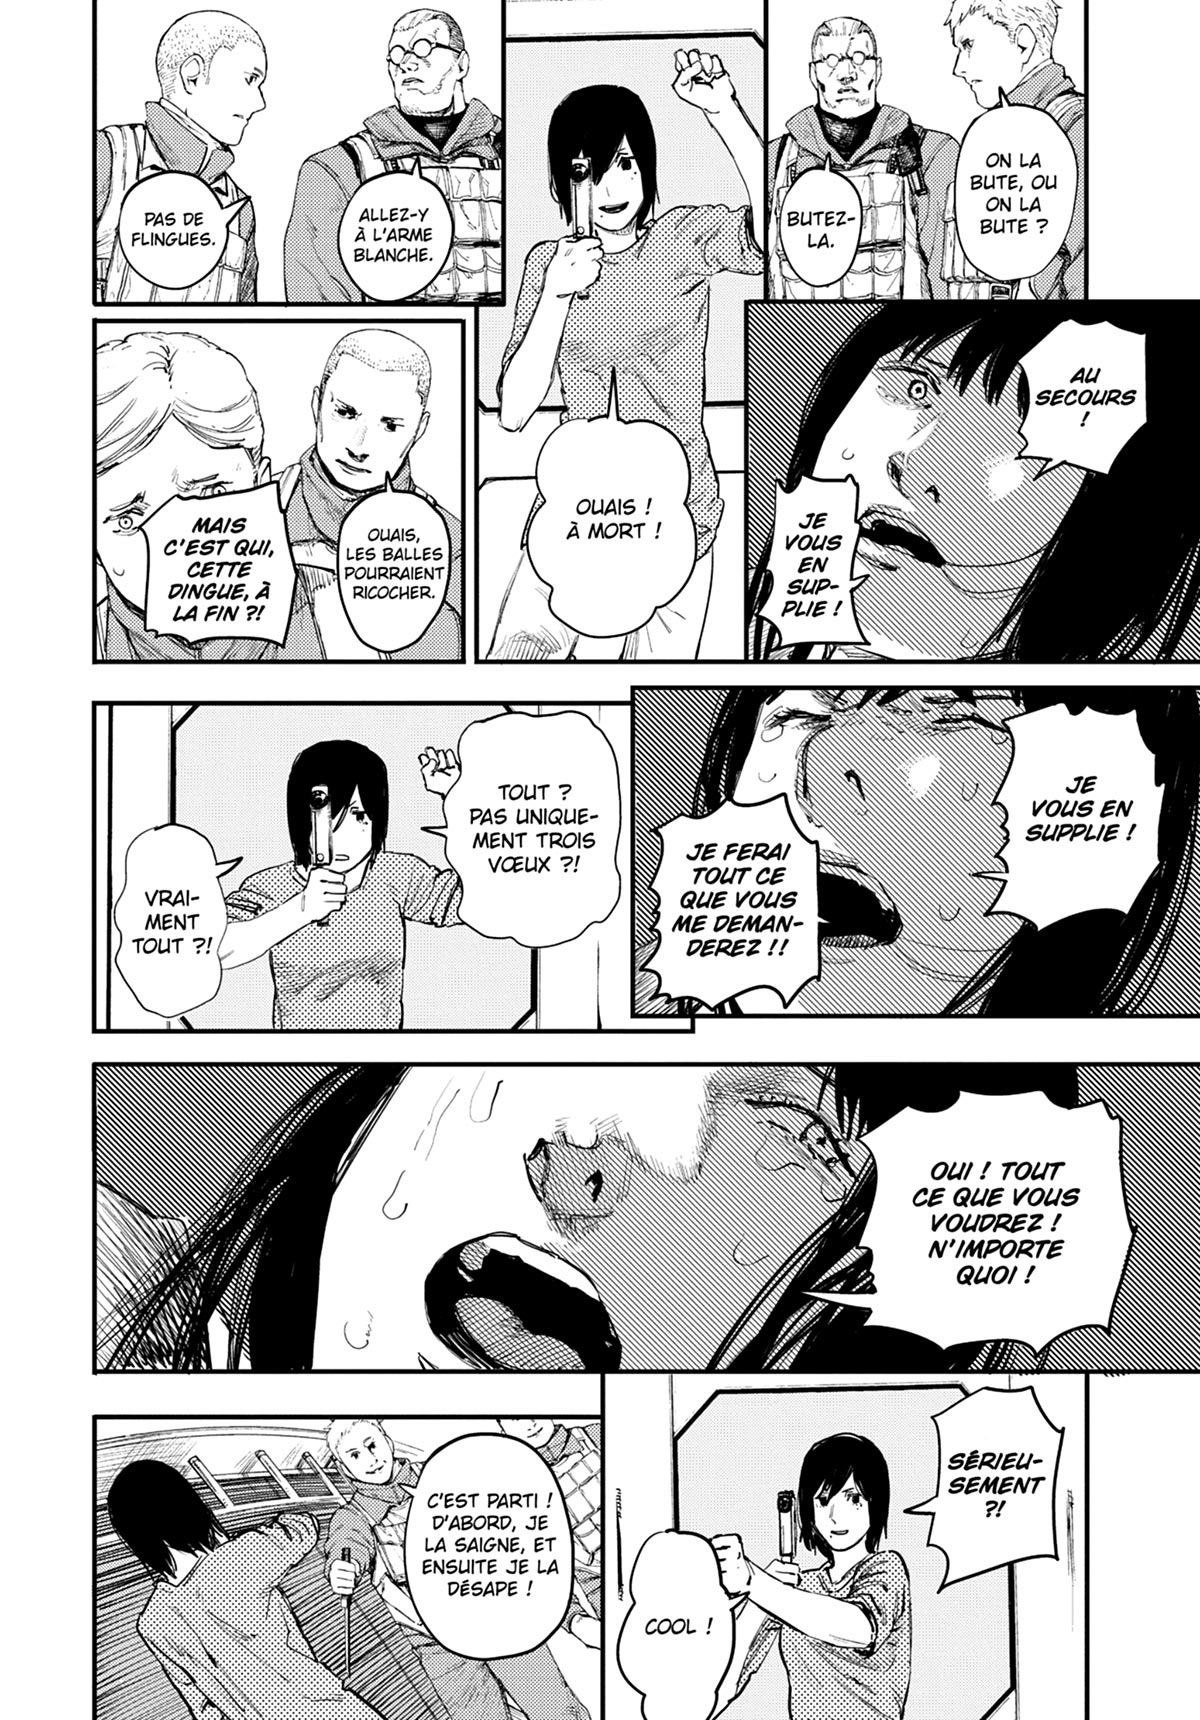 ON LA
BUTE, OU
ON LA
BUTE ?
BUTEZ-
LA.
OUAIS !
À MORT !
ALLEZ-Y
À L'ARME
BLANCHE.
PAS DE
FLINGUES.
OUAIS,
LES BALLES
POURRAIENT
RICOCHER.
MAIS
C'EST QUI,
CETTE
DINGUE, À
LA FIN ?!
AU
SECOURS
!
JE
VOUS
EN
SUP-
PLIE !
JE
VOUS EN
SUPPLIE !
JE FERAI
TOUT CE
QUE VOUS
ME DEMAN-
DEREZ !!
TOUT ?
PAS UNIQUE-
MENT TROIS
VŒUX ?!
VRAI-
MENT
TOUT ?!
OUI ! TOUT
CE QUE VOUS
VOUDREZ !
N'IMPORTE
QUOI !
SÉRIEU-
SEMENT
?!
COOL !
C'EST PARTI !
D'ABORD, JE
LA SAIGNE, ET
ENSUITE JE LA
DÉSAPE !